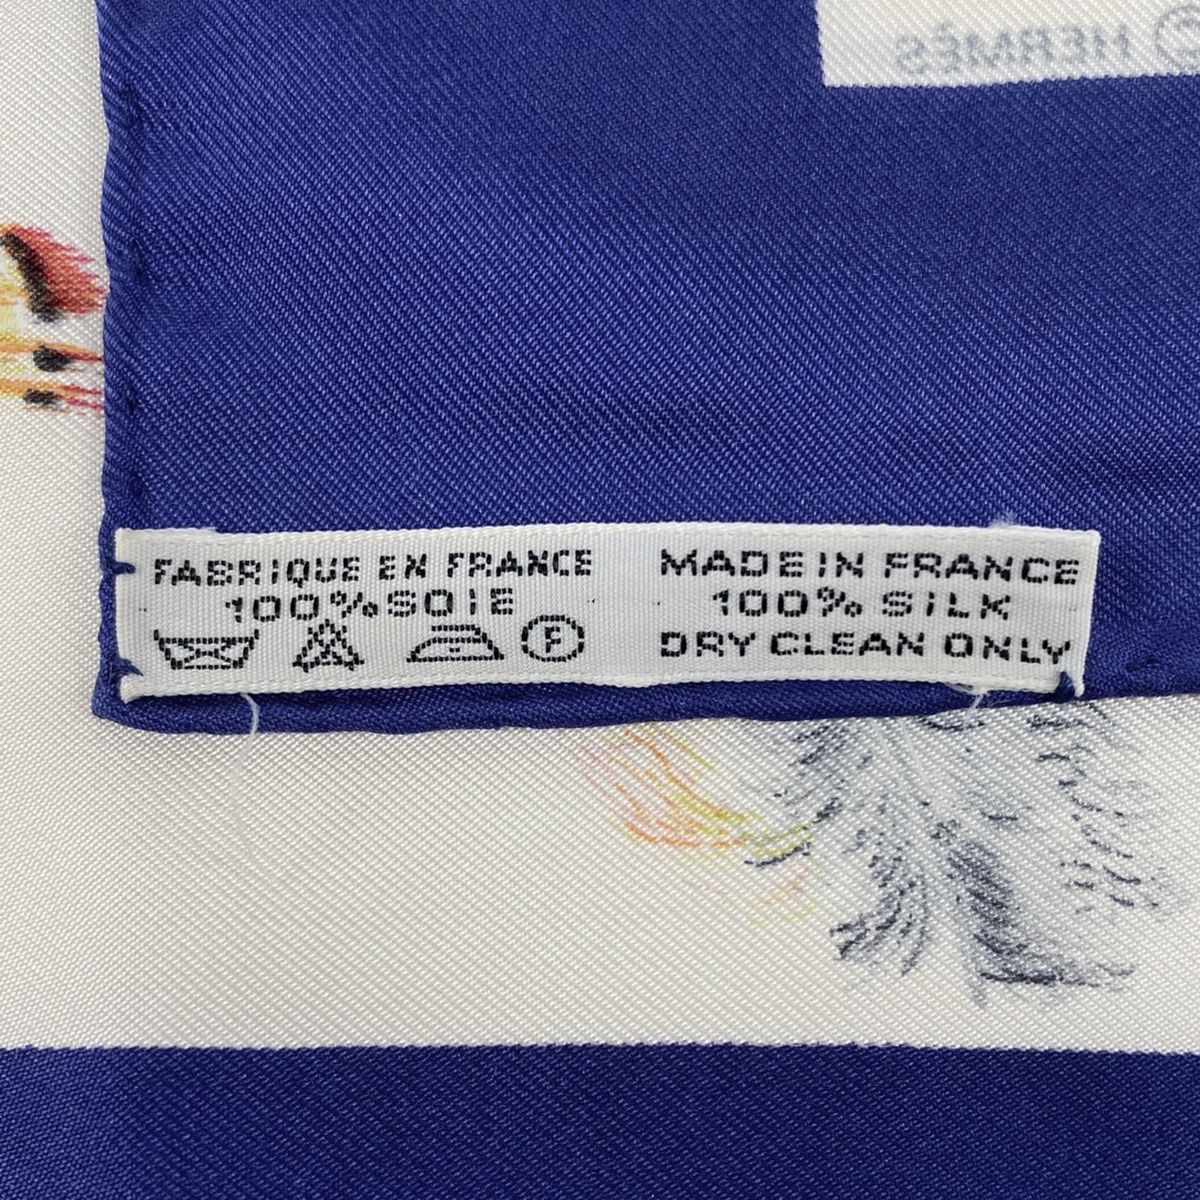 © HERMÈS
FABRIQUE EN FRANCE
100% SOIE
F
MADE IN FRANCE
100% SILK
DRY CLEAN ONLY